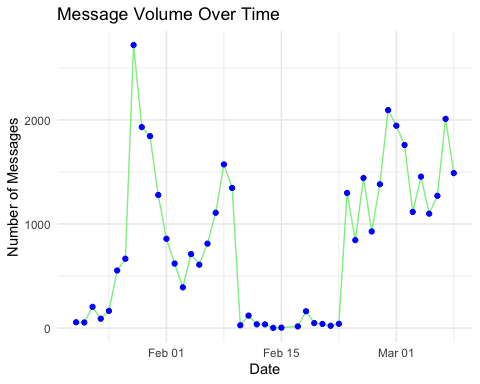 Message Volume Over Time
Number of Messages
2000
1000
0
Feb 01
Feb 15
Mar 01
Date